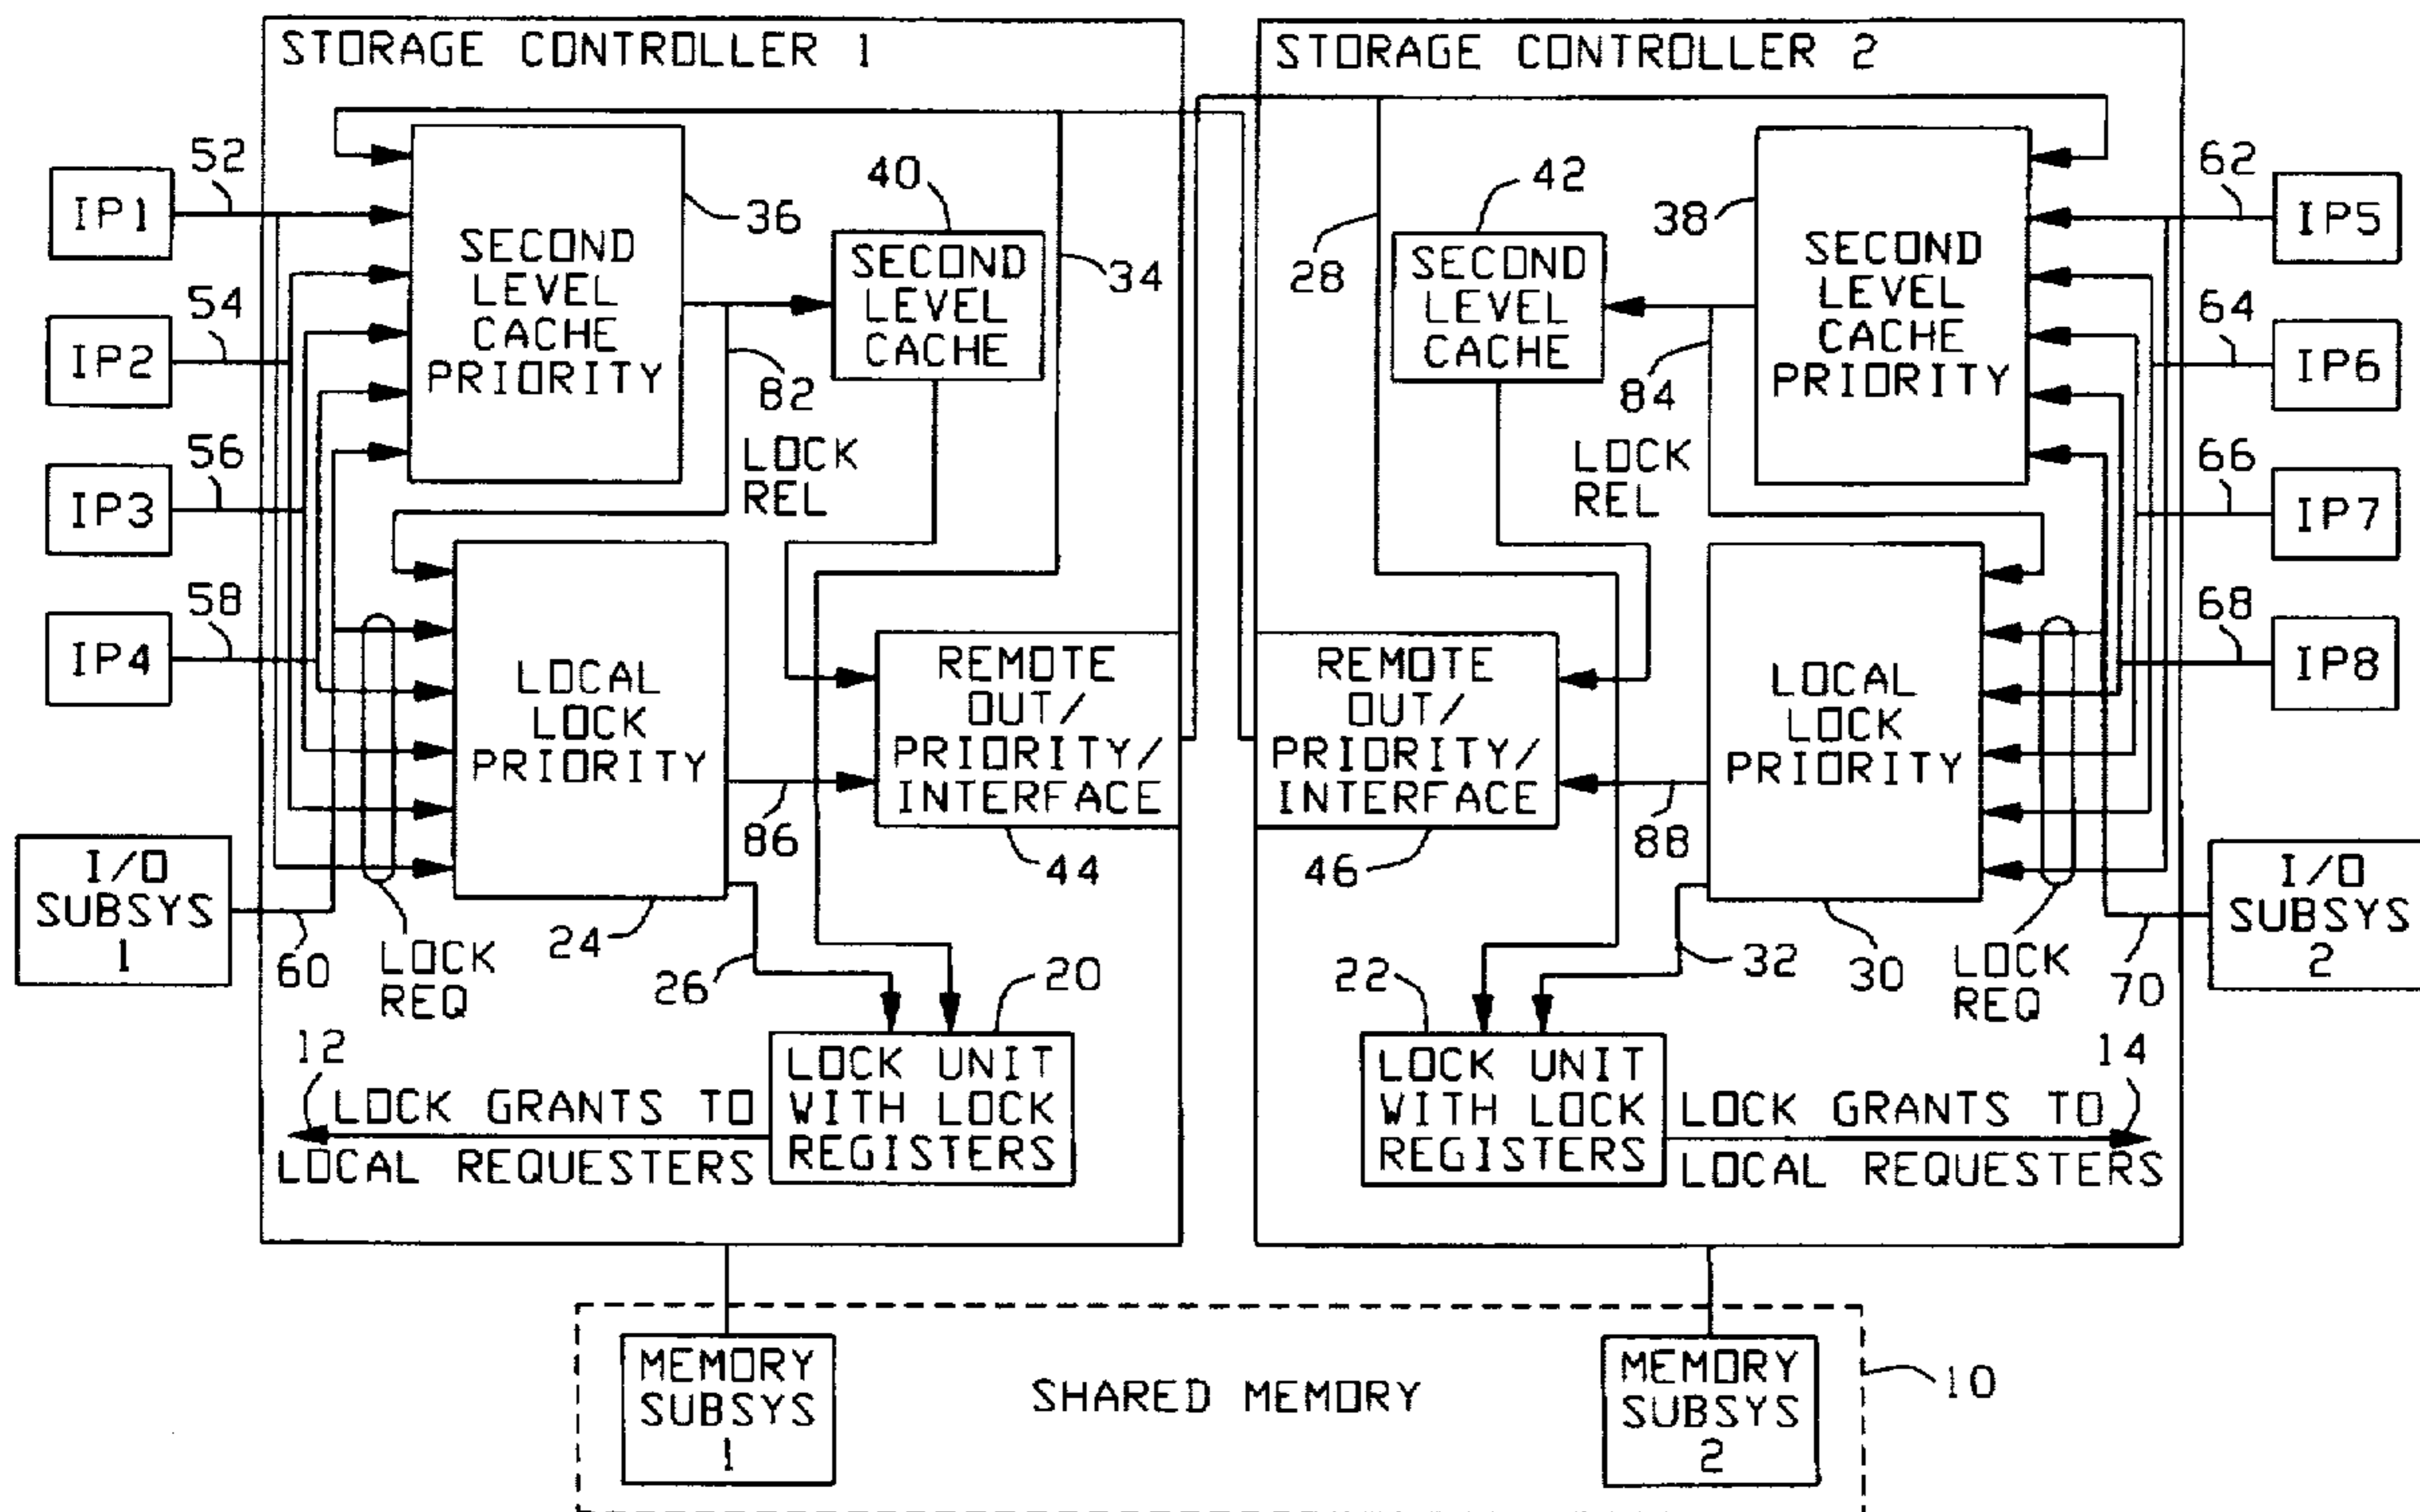 STORAGE CONTROLLER 1
STORAGE CONTROLLER 2
52
IP1
54
IP2
56
IP3
58
IP4
I/O
SUBSYS
1
60
LOCK
REQ
SECOND
LEVEL
CACHE
PRIORITY
36
40
SECOND
LEVEL
CACHE
34
82
LOCK
REL
LOCAL
LOCK
PRIORITY
24
86
26
REMOTE
OUT/
PRIORITY/
INTERFACE
44
20
LOCK UNIT
WITH LOCK
REGISTERS
12
LOCK GRANTS TO
LOCAL REQUESTERS
28
42
SECOND
LEVEL
CACHE
38
SECOND
LEVEL
CACHE
PRIORITY
84
LOCK
REL
62
IP5
64
IP6
66
IP7
68
IP8
REMOTE
OUT/
PRIORITY/
INTERFACE
46
88
LOCAL
LOCK
PRIORITY
30
32
LOCK
REQ
70
I/O
SUBSYS
2
22
LOCK UNIT
WITH LOCK
REGISTERS
14
LOCK GRANTS TO
LOCAL REQUESTERS
MEMORY
SUBSYS
1
SHARED MEMORY
MEMORY
SUBSYS
2
10